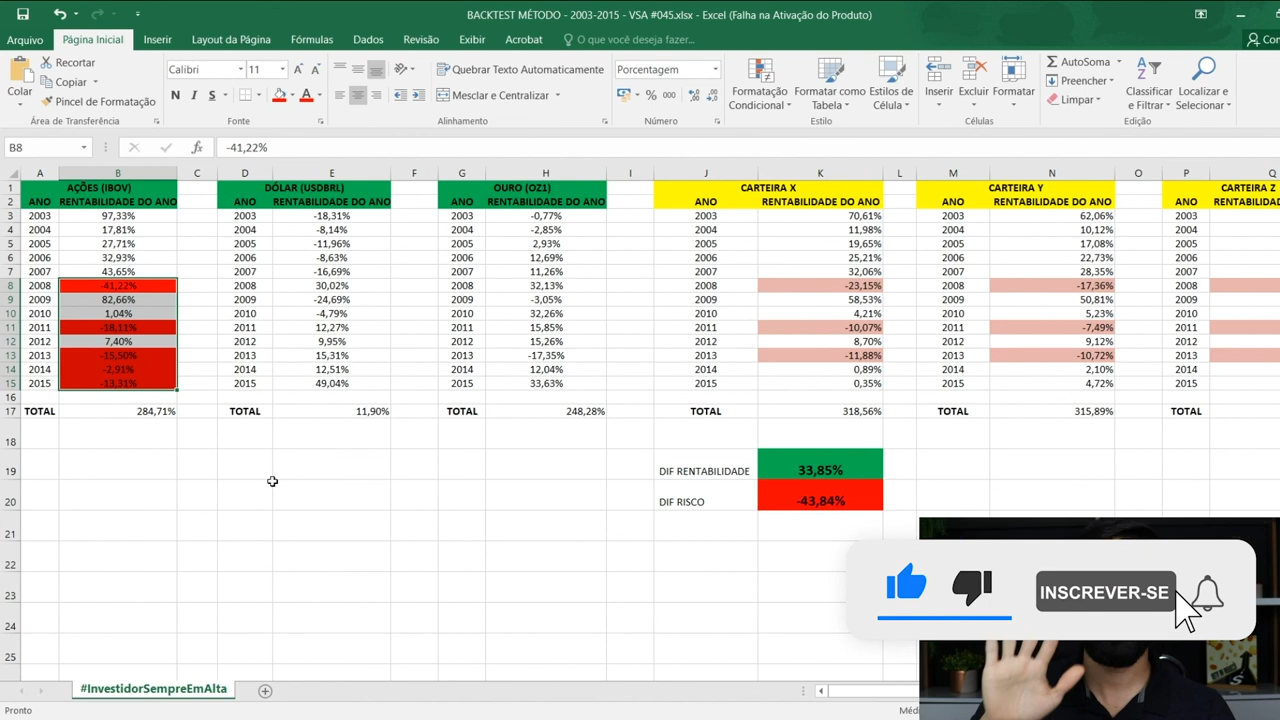 BACKTEST MÉTODO - 2003-2015 - VSA #045.xlsx - Excel (Falha na Ativação do Produto)
Arquivo Página Inicial Inserir Layout da Página Fórmulas Dados Revisão Exibir Acrobat O que você deseja fazer...
Colar Recortar Copiar Pincel de Formatação
Calibri 11 N I S A A A
Quebrar Texto Automaticamente
Mesclar e Centralizar
Porcentagem
% 000
Formatação Condicional Formatar como Tabela Estilos de Célula
Inserir Excluir Formatar
AutoSoma Preencher Limpar
Classificar e Filtrar Localizar e Selecionar
Área de Transferência Fonte Alinhamento Número Estilo Células Edição
B8 fx -41,22%
A B C D E F G H I J K L M N O P Q
1 AÇÕES (IBOV) DÓLAR (USDBRL) OURO (OZ1) CARTEIRA X CARTEIRA Y CARTEIRA Z
2 ANO RENTABILIDADE DO ANO ANO RENTABILIDADE DO ANO ANO RENTABILIDADE DO ANO ANO RENTABILIDADE DO ANO ANO RENTABILIDADE DO ANO ANO
3 2003 97,33% 2003 -18,31% 2003 -0,77% 2003 70,61% 2003 62,06% 2003
4 2004 17,81% 2004 -8,14% 2004 -2,85% 2004 11,98% 2004 10,12% 2004
5 2005 27,71% 2005 -11,96% 2005 2,93% 2005 19,65% 2005 17,08% 2005
6 2006 32,93% 2006 -8,63% 2006 12,69% 2006 25,21% 2006 22,73% 2006
7 2007 43,65% 2007 -16,69% 2007 11,26% 2007 32,06% 2007 28,35% 2007
8 2008 -41,22% 2008 30,02% 2008 32,13% 2008 -23,15% 2008 -17,36% 2008
9 2009 82,66% 2009 -24,69% 2009 -3,05% 2009 58,53% 2009 50,81% 2009
10 2010 1,04% 2010 -4,79% 2010 32,26% 2010 4,21% 2010 5,23% 2010
11 2011 -18,11% 2011 12,27% 2011 15,85% 2011 -10,07% 2011 -7,49% 2011
12 2012 7,40% 2012 9,95% 2012 15,26% 2012 8,70% 2012 9,12% 2012
13 2013 -15,50% 2013 15,31% 2013 -17,35% 2013 -11,88% 2013 -10,72% 2013
14 2014 -2,91% 2014 12,51% 2014 12,04% 2014 0,89% 2014 2,10% 2014
15 2015 -13,31% 2015 49,04% 2015 33,63% 2015 0,35% 2015 4,72% 2015
16
17 TOTAL 284,71% TOTAL 11,90% TOTAL 248,28% TOTAL 318,56% TOTAL 315,89% TOTAL
18
19 DIF RENTABILIDADE 33,85%
20 DIF RISCO -43,84%
21
22
23
24
25
INSCREVER-SE
#InvestidorSempreEmAlta
Pronto